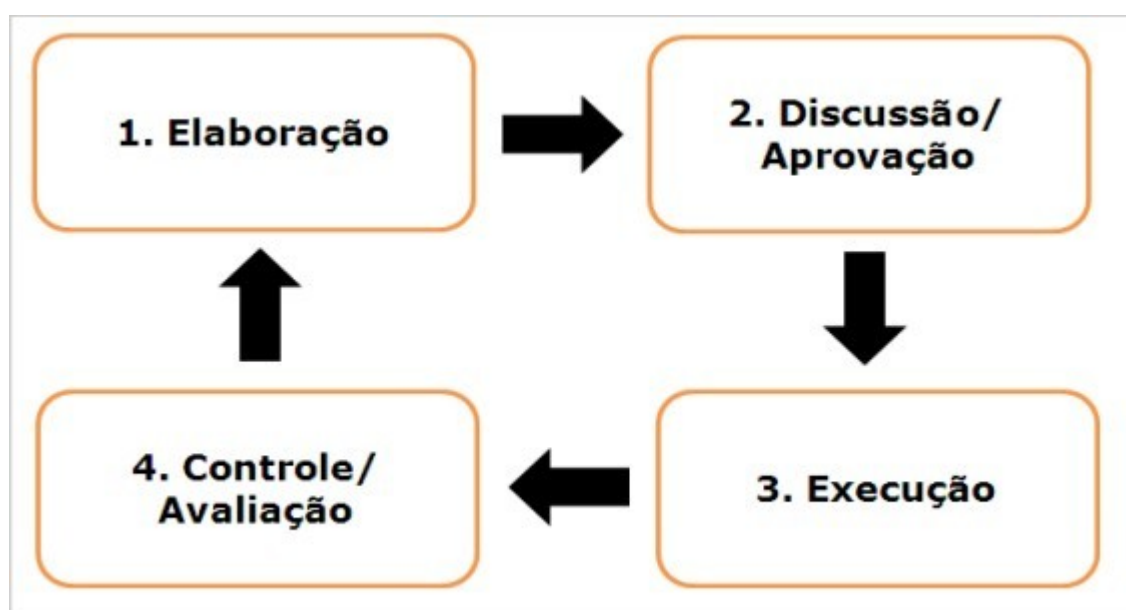 1. Elaboração
2. Discussão/
Aprovação
3. Execução
4. Controle/
Avaliação